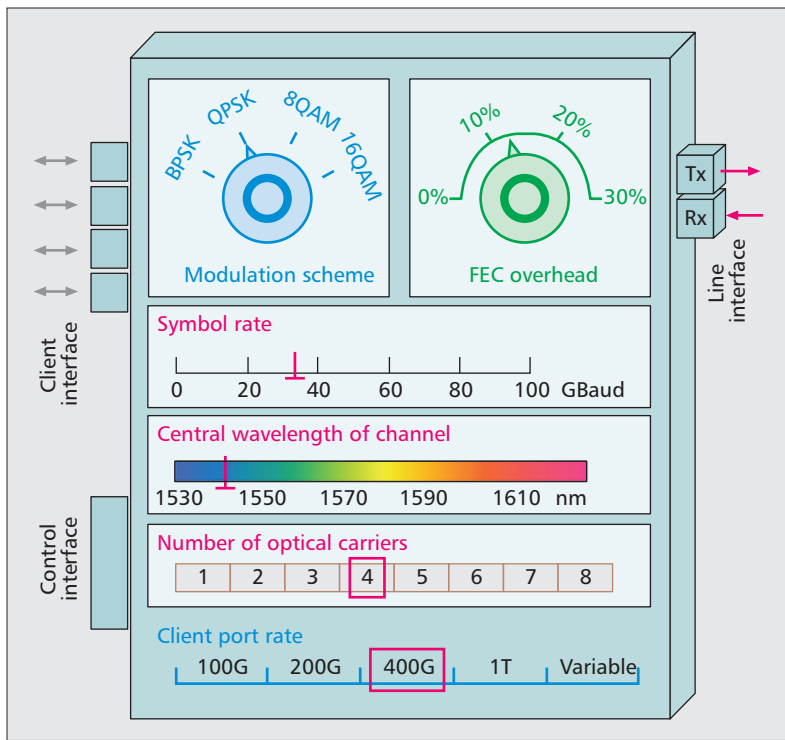 BPSK
QPSK
8QAM
16QAM
Modulation scheme
0%
10%
20%
30%
FEC overhead
Tx
Rx
Line
interface
Client
interface
Control
interface
Symbol rate
0 20 40 60 80 100 GBaud
Central wavelength of channel
1530 1550 1570 1590 1610 nm
Number of optical carriers
1 2 3 4 5 6 7 8
Client port rate
100G 200G 400G 1T Variable